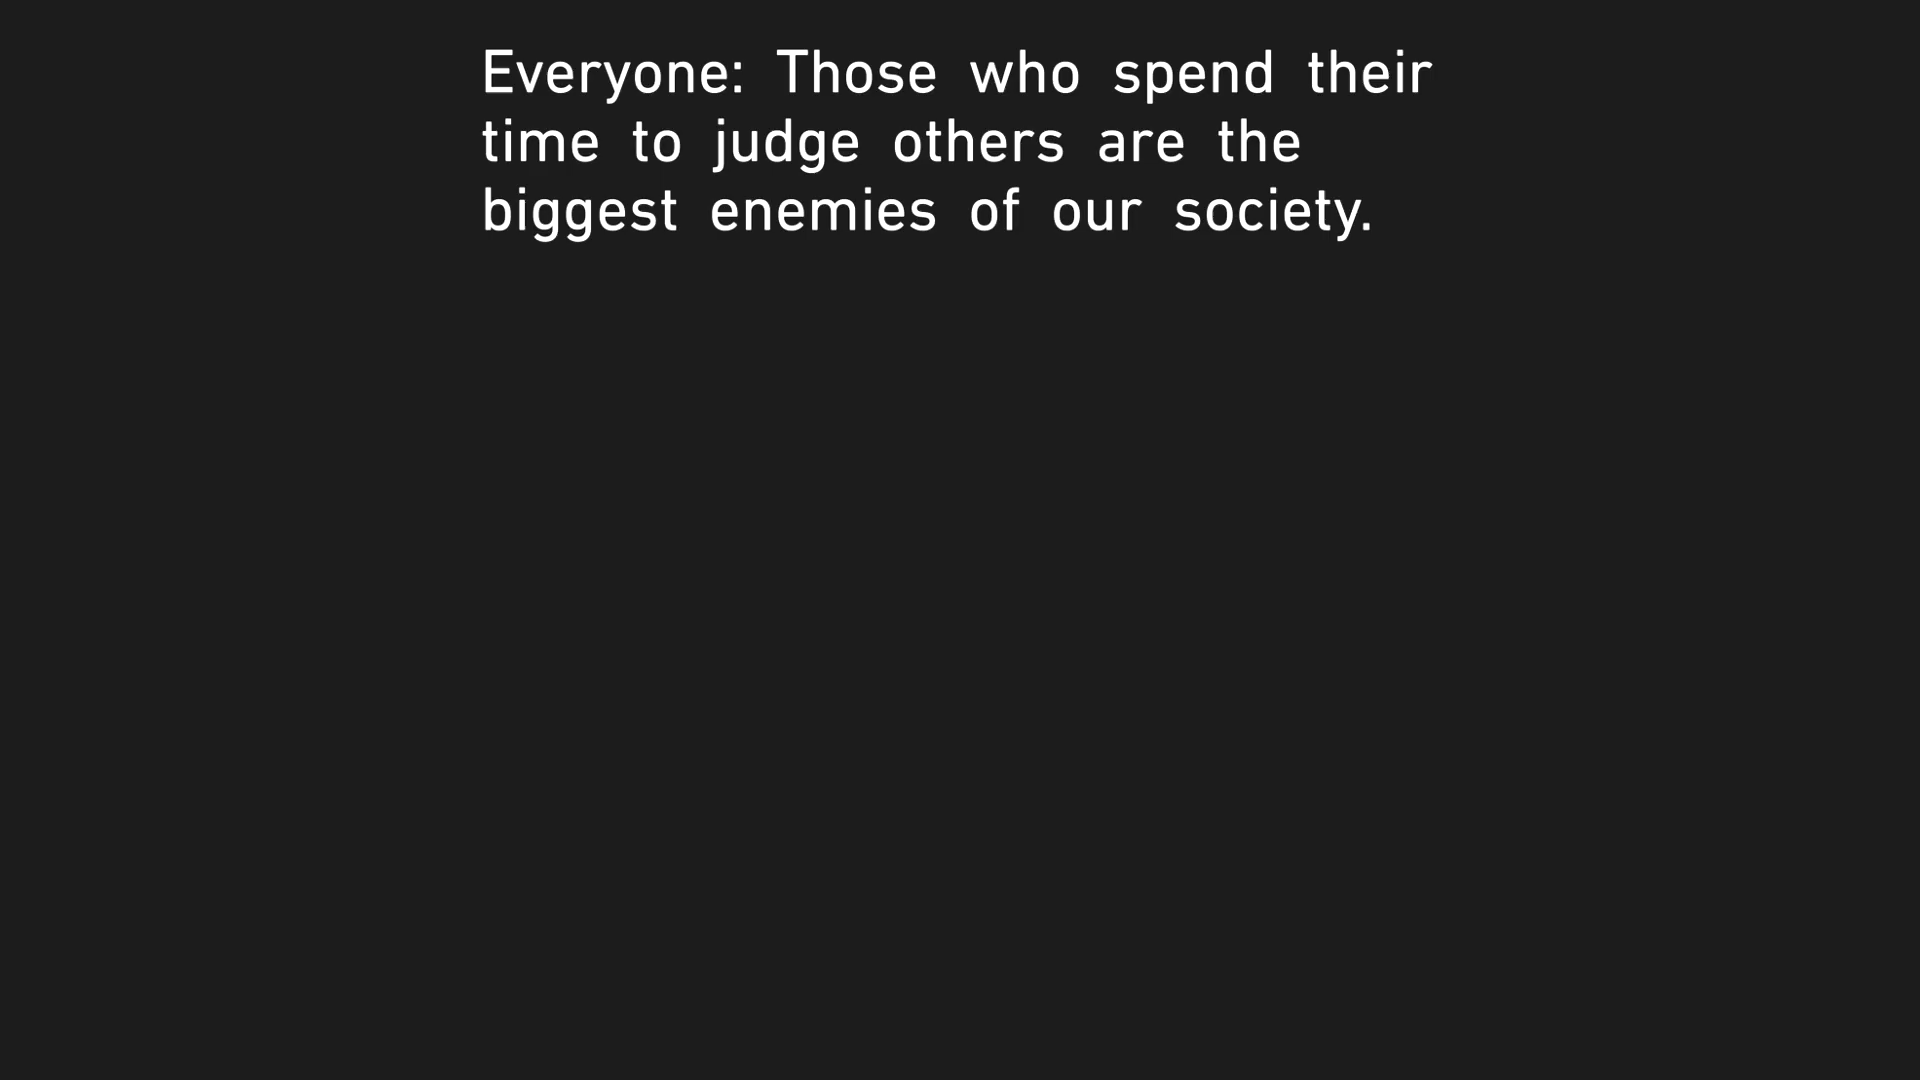 Everyone: Those who spend their
time to judge others are the
biggest enemies of our society.